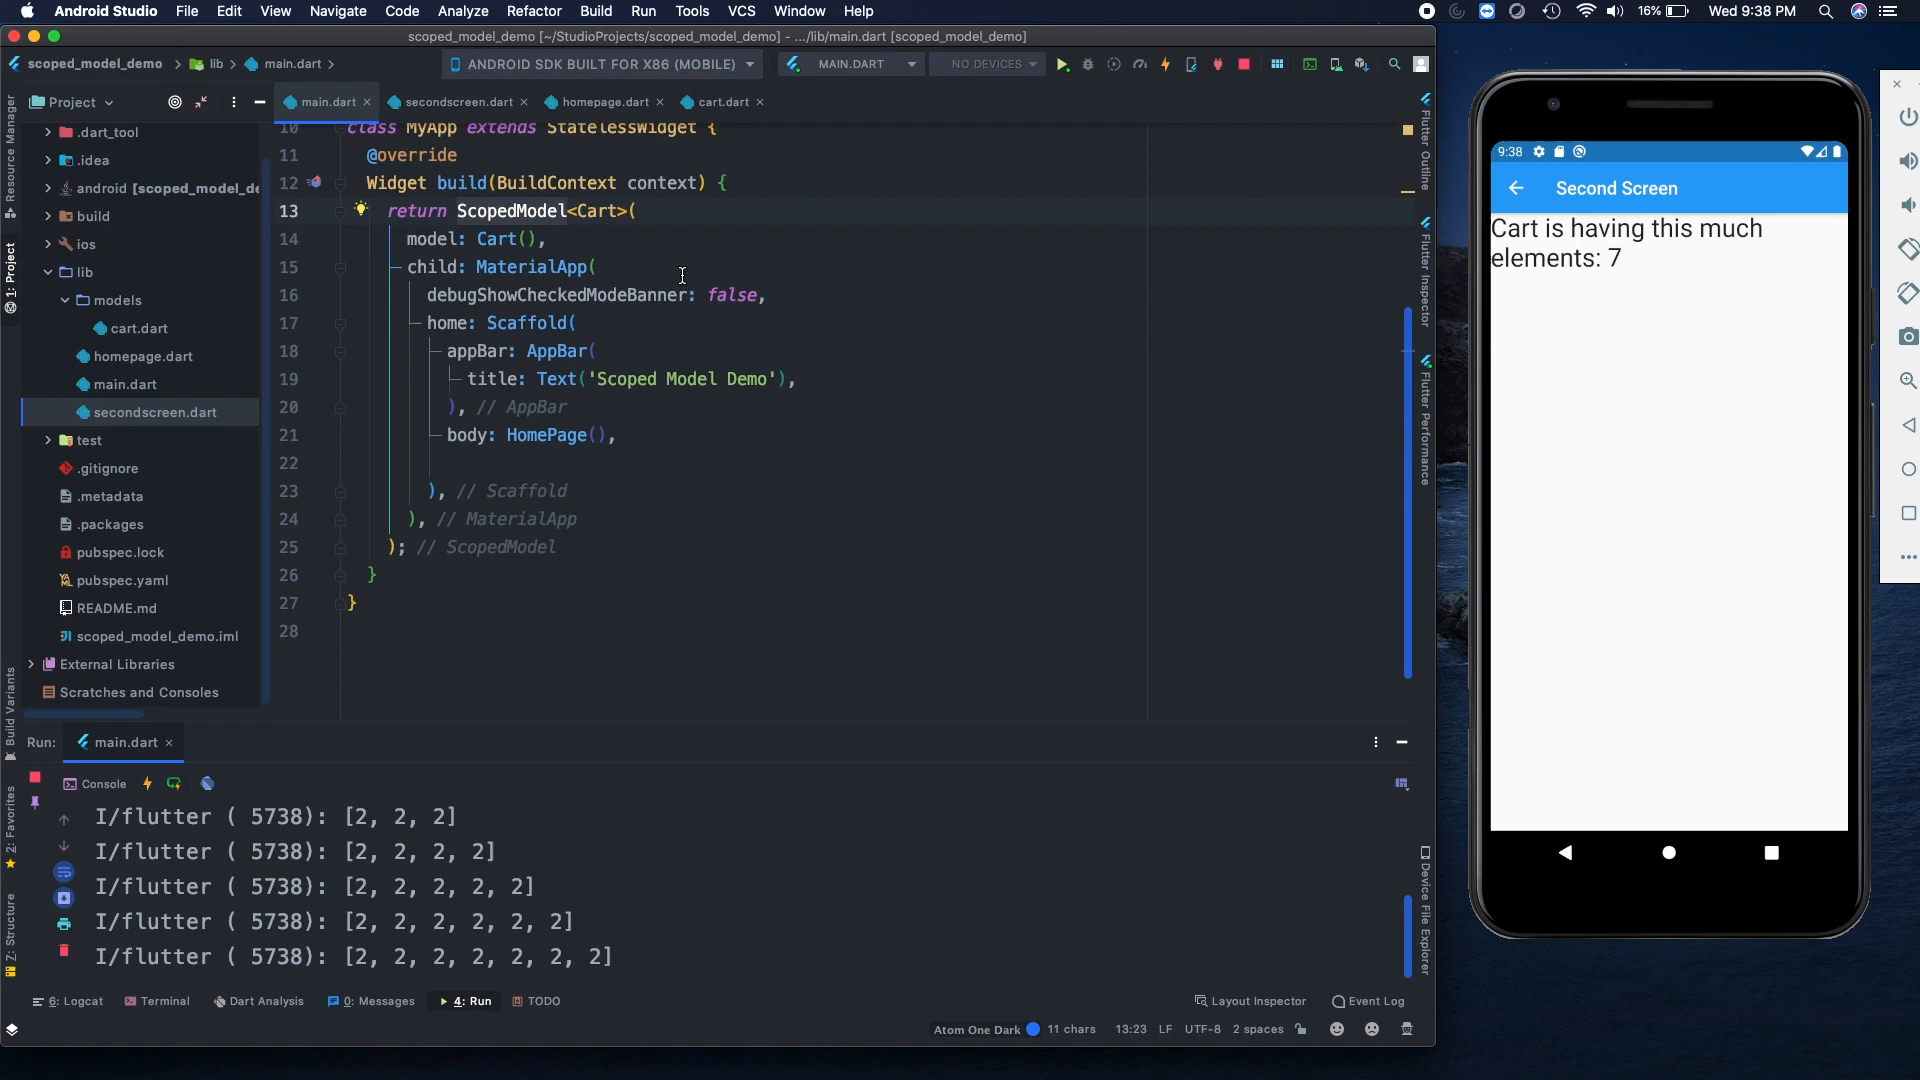 Android Studio File Edit View Navigate Code Analyze Refactor Build Run Tools VCS Window Help 16% Wed 9:38 PM
scoped_model_demo [~/StudioProjects/scoped_model_demo] - .../lib/main.dart [scoped_model_demo]
scoped_model_demo lib main.dart ANDROID SDK BUILT FOR X86 (MOBILE) MAIN.DART NO DEVICES
Project main.dart secondscreen.dart homepage.dart cart.dart
Resource Manager
1: Project
Build Variants
2: Favorites
7: Structure
.dart_tool
.idea
android [scoped_model_de
build
ios
lib
models
cart.dart
homepage.dart
main.dart
secondscreen.dart
test
.gitignore
.metadata
.packages
pubspec.lock
pubspec.yaml
README.md
scoped_model_demo.iml
External Libraries
Scratches and Consoles
10 class MyApp extends StatelessWidget {
11 @override
12 Widget build(BuildContext context) {
13 return ScopedModel<Cart>(
14 model: Cart(),
15 child: MaterialApp(
16 debugShowCheckedModeBanner: false,
17 home: Scaffold(
18 appBar: AppBar(
19 title: Text('Scoped Model Demo'),
20 ), // AppBar
21 body: HomePage(),
22
23 ), // Scaffold
24 ), // MaterialApp
25 ); // ScopedModel
26 }
27 }
28
Flutter Outline
Flutter Inspector
Flutter Performance
Device File Explorer
Run: main.dart
Console
I/flutter ( 5738): [2, 2, 2]
I/flutter ( 5738): [2, 2, 2, 2]
I/flutter ( 5738): [2, 2, 2, 2, 2]
I/flutter ( 5738): [2, 2, 2, 2, 2, 2]
I/flutter ( 5738): [2, 2, 2, 2, 2, 2, 2]
6: Logcat Terminal Dart Analysis 0: Messages 4: Run TODO Layout Inspector Event Log
Atom One Dark 11 chars 13:23 LF UTF-8 2 spaces
9:38
Second Screen
Cart is having this much
elements: 7